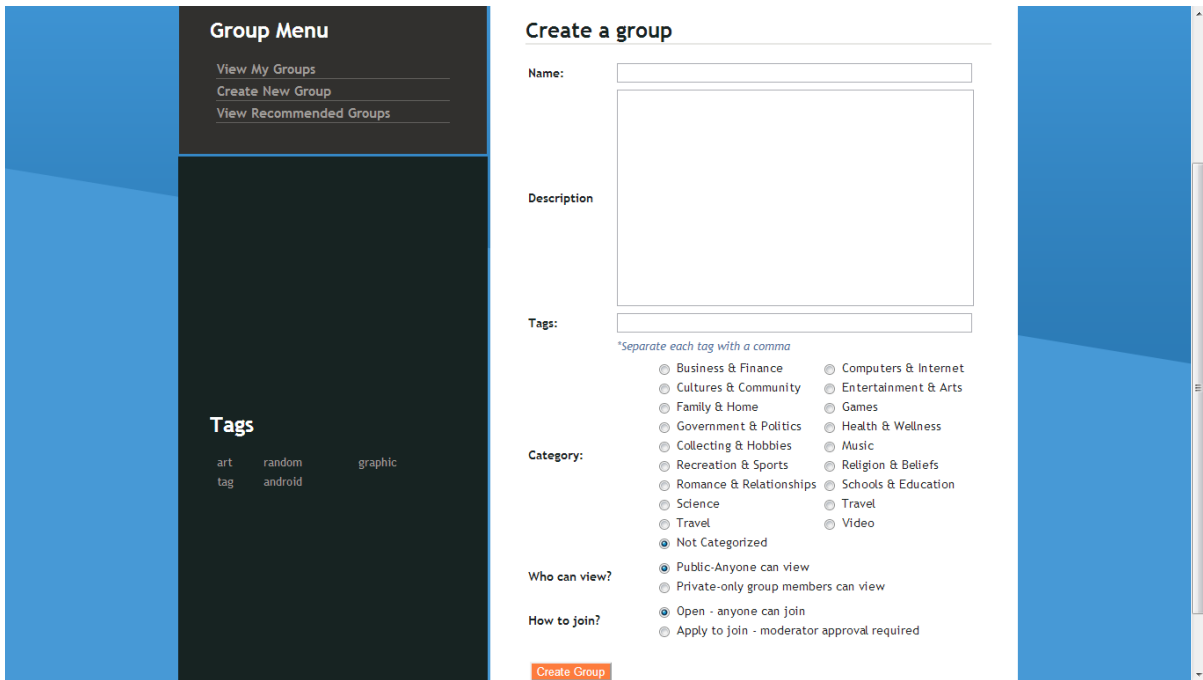 Group Menu
View My Groups
Create New Group
View Recommended Groups
Tags
art random graphic
tag android
Create a group
Name:
Description
Tags:
*Separate each tag with a comma
Category:
Business & Finance Computers & Internet
Cultures & Community Entertainment & Arts
Family & Home Games
Government & Politics Health & Wellness
Collecting & Hobbies Music
Recreation & Sports Religion & Beliefs
Romance & Relationships Schools & Education
Science Travel
Travel Video
Not Categorized
Who can view?
Public-Anyone can view
Private-only group members can view
How to join?
Open - anyone can join
Apply to join - moderator approval required
Create Group